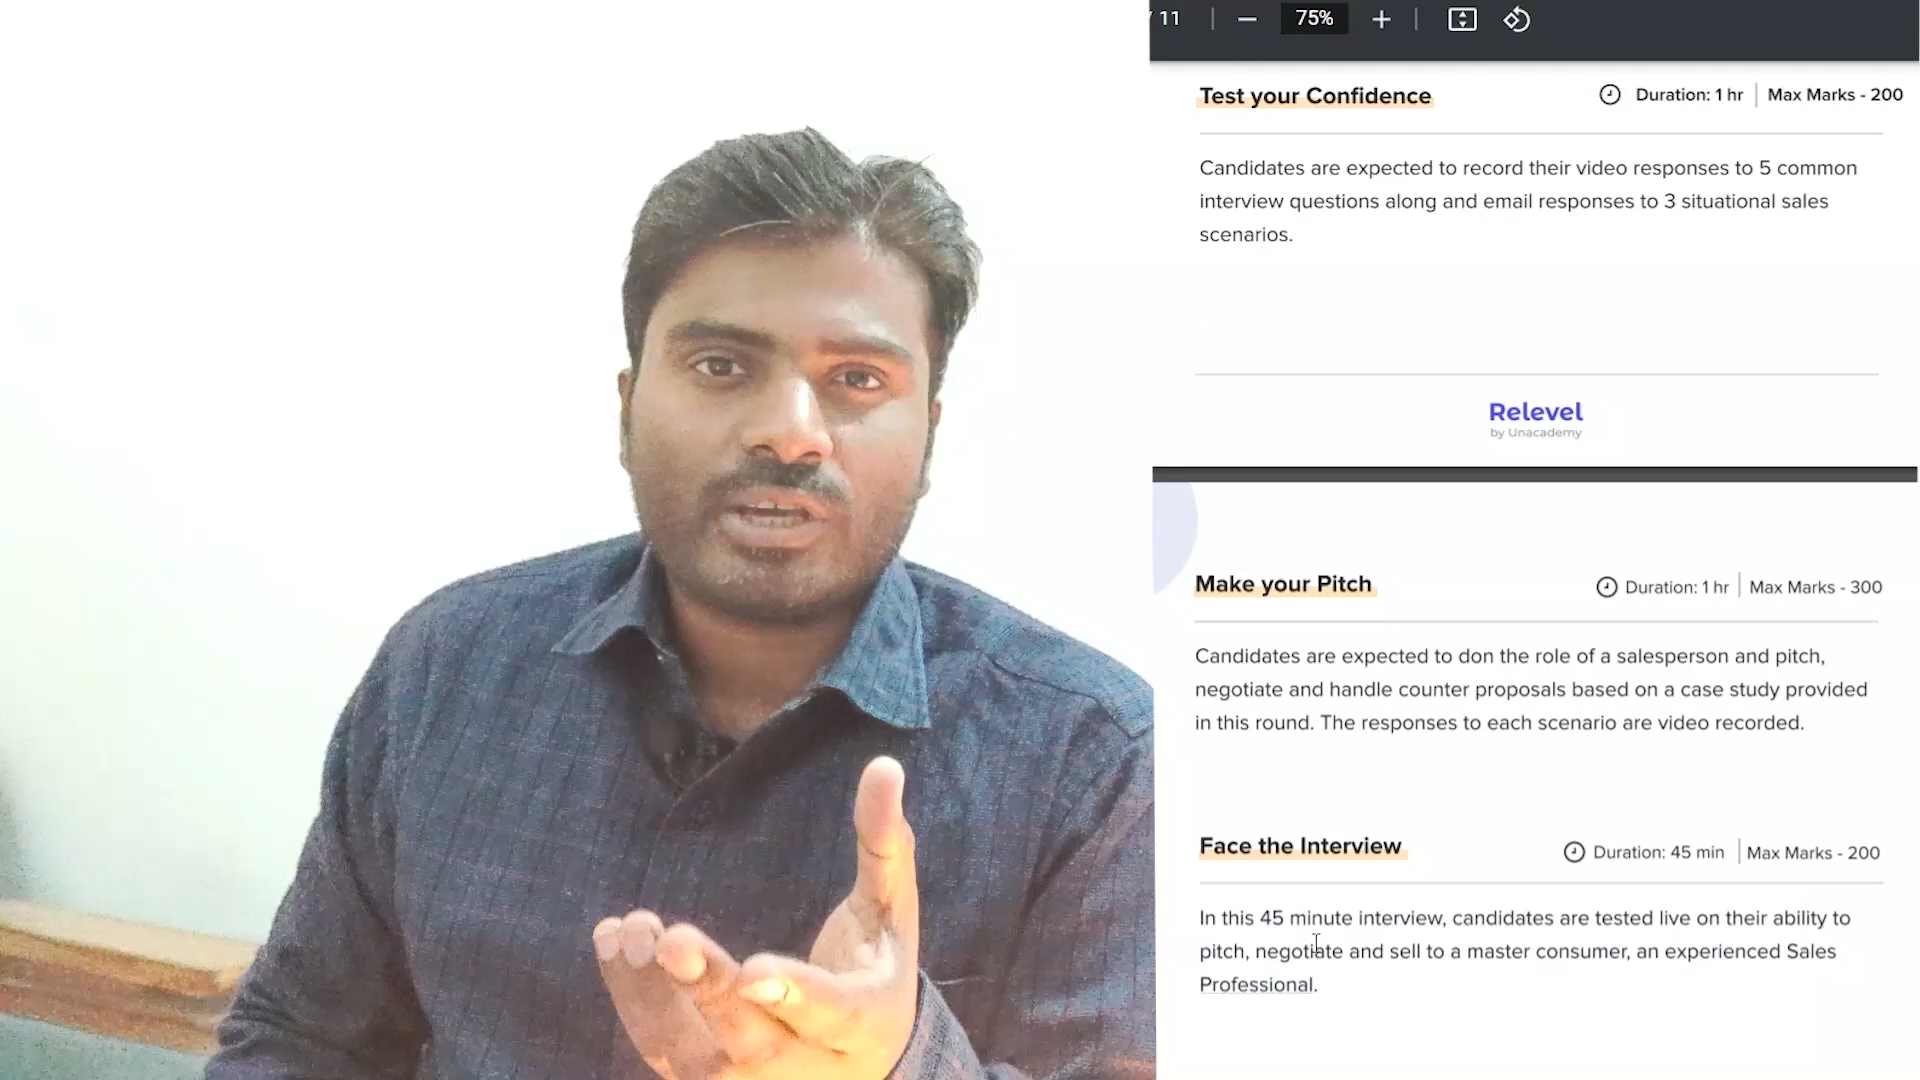 / 11 | − 75% + |
Test your Confidence Duration: 1 hr | Max Marks - 200
Candidates are expected to record their video responses to 5 common
interview questions along and email responses to 3 situational sales
scenarios.
Relevel
by Unacademy
Make your Pitch Duration: 1 hr | Max Marks - 300
Candidates are expected to don the role of a salesperson and pitch,
negotiate and handle counter proposals based on a case study provided
in this round. The responses to each scenario are video recorded.
Face the Interview Duration: 45 min | Max Marks - 200
In this 45 minute interview, candidates are tested live on their ability to
pitch, negotiate and sell to a master consumer, an experienced Sales
Professional.